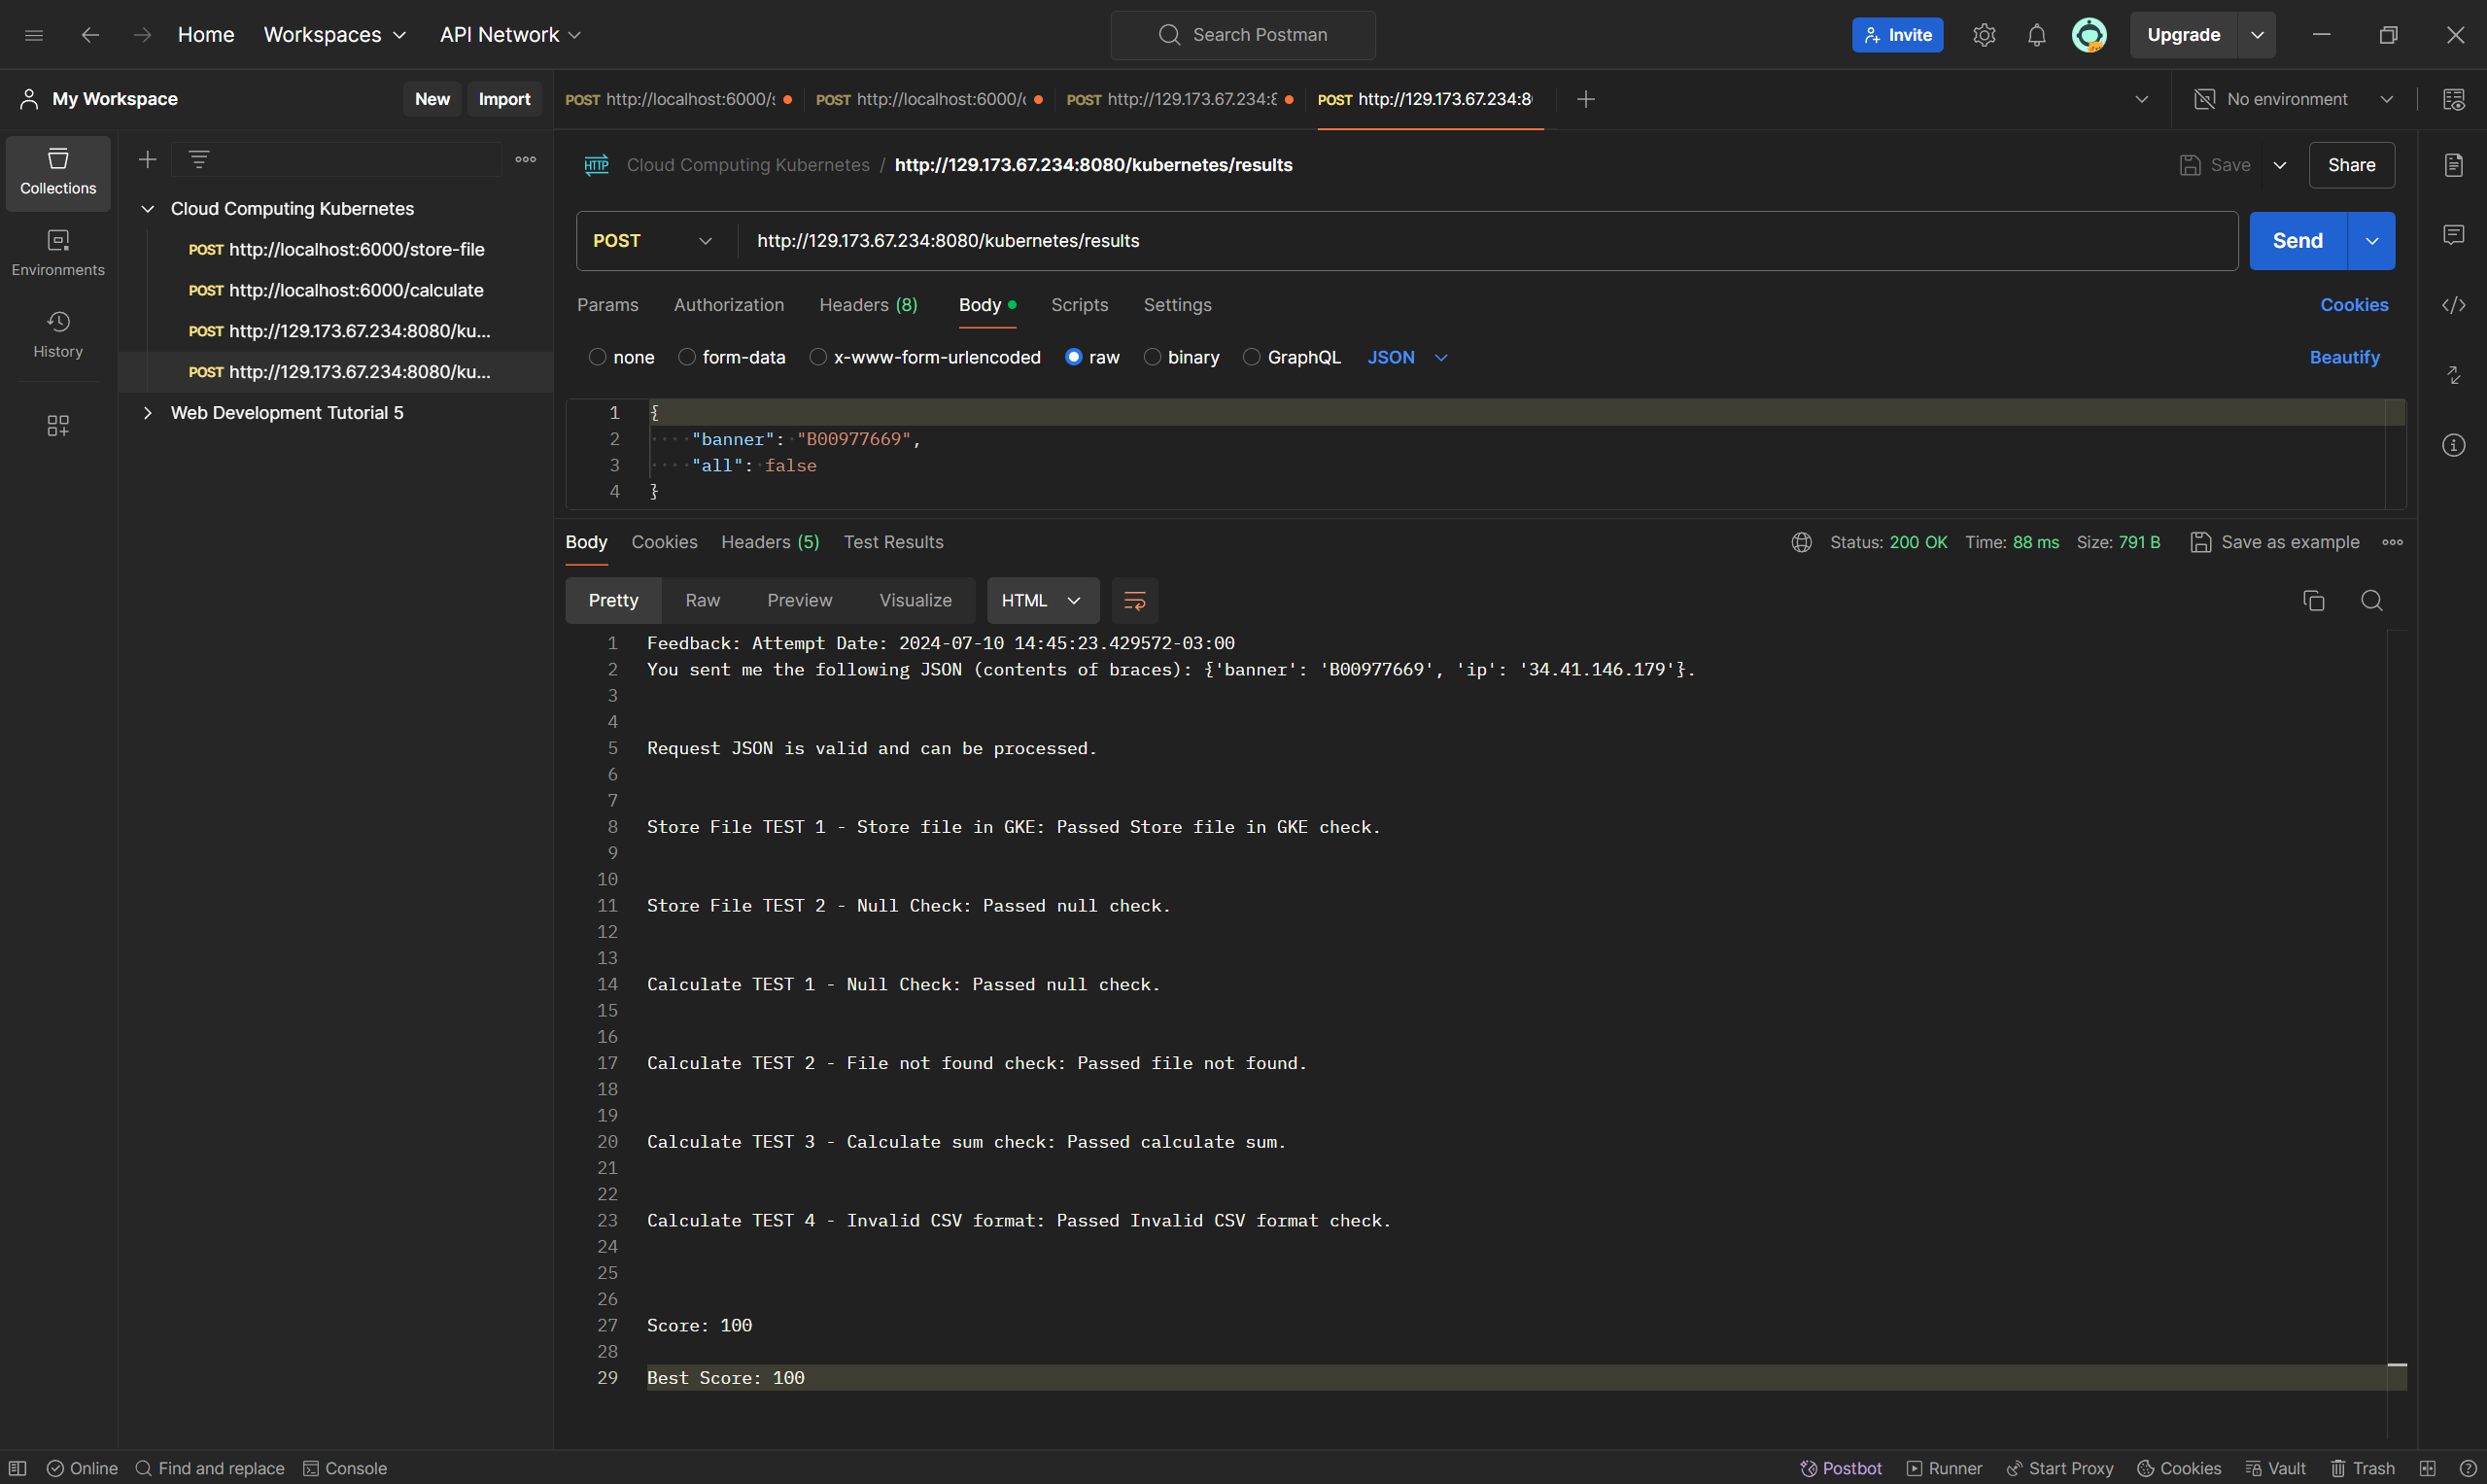 Home Workspaces API Network Search Postman Invite Upgrade
My Workspace New Import POST http://localhost:6000/s POST http://localhost:6000/c POST http://129.173.67.234:8 POST http://129.173.67.234:8 No environment
Collections
Environments
History
Cloud Computing Kubernetes
POST http://localhost:6000/store-file
POST http://localhost:6000/calculate
POST http://129.173.67.234:8080/ku...
POST http://129.173.67.234:8080/ku...
Web Development Tutorial 5
HTTP Cloud Computing Kubernetes / http://129.173.67.234:8080/kubernetes/results Save Share
POST http://129.173.67.234:8080/kubernetes/results Send
Params Authorization Headers (8) Body Scripts Settings Cookies
none form-data x-www-form-urlencoded raw binary GraphQL JSON Beautify
1 {
2 "banner": "B00977669",
3 "all": false
4 }
Body Cookies Headers (5) Test Results Status: 200 OK Time: 88 ms Size: 791 B Save as example
Pretty Raw Preview Visualize HTML
1 Feedback: Attempt Date: 2024-07-10 14:45:23.429572-03:00
2 You sent me the following JSON (contents of braces): {'banner': 'B00977669', 'ip': '34.41.146.179'}.
3
4
5 Request JSON is valid and can be processed.
6
7
8 Store File TEST 1 - Store file in GKE: Passed Store file in GKE check.
9
10
11 Store File TEST 2 - Null Check: Passed null check.
12
13
14 Calculate TEST 1 - Null Check: Passed null check.
15
16
17 Calculate TEST 2 - File not found check: Passed file not found.
18
19
20 Calculate TEST 3 - Calculate sum check: Passed calculate sum.
21
22
23 Calculate TEST 4 - Invalid CSV format: Passed Invalid CSV format check.
24
25
26
27 Score: 100
28
29 Best Score: 100
Online Find and replace Console Postbot Runner Start Proxy Cookies Vault Trash